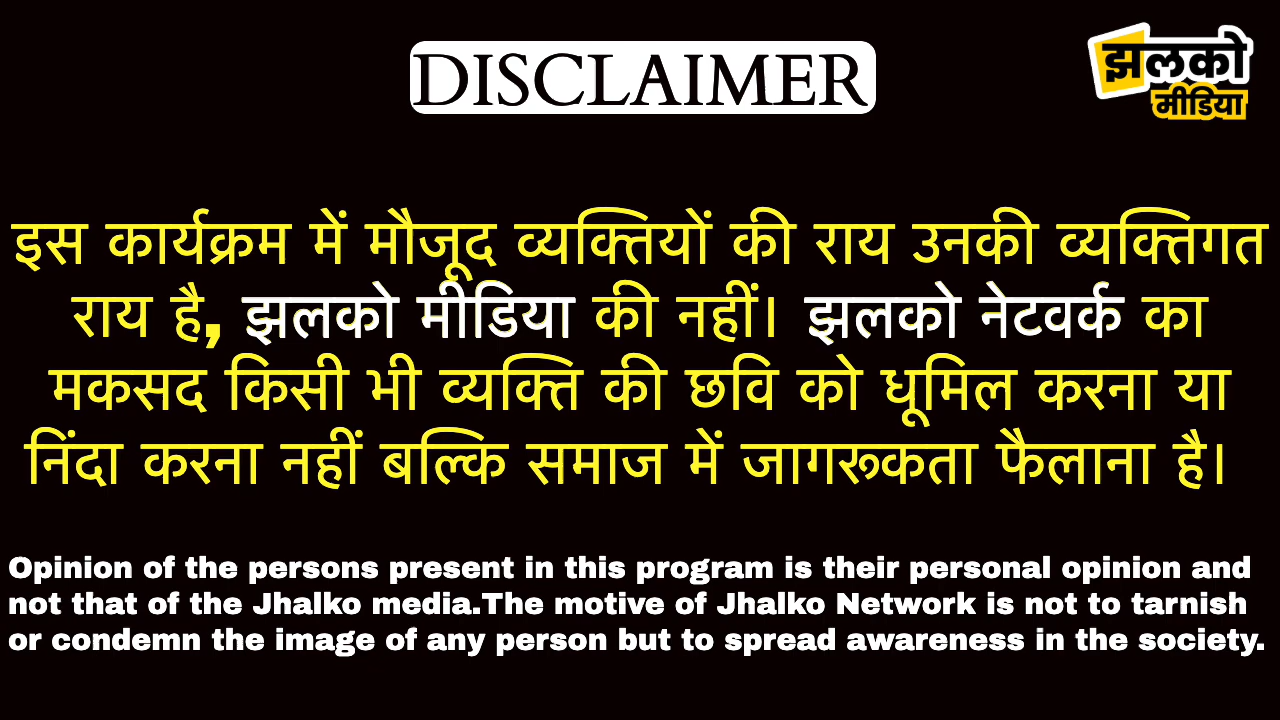 DISCLAIMER
झलको
मीडिया
इस कार्यक्रम में मौजूद व्यक्तियों की राय उनकी व्यक्तिगत
राय है, झलको मीडिया की नहीं। झलको नेटवर्क का
मकसद किसी भी व्यक्ति की छवि को धूमिल करना या
निंदा करना नहीं बल्कि समाज में जागरूकता फैलाना है।
Opinion of the persons present in this program is their personal opinion and
not that of the Jhalko media.The motive of Jhalko Network is not to tarnish
or condemn the image of any person but to spread awareness in the society.